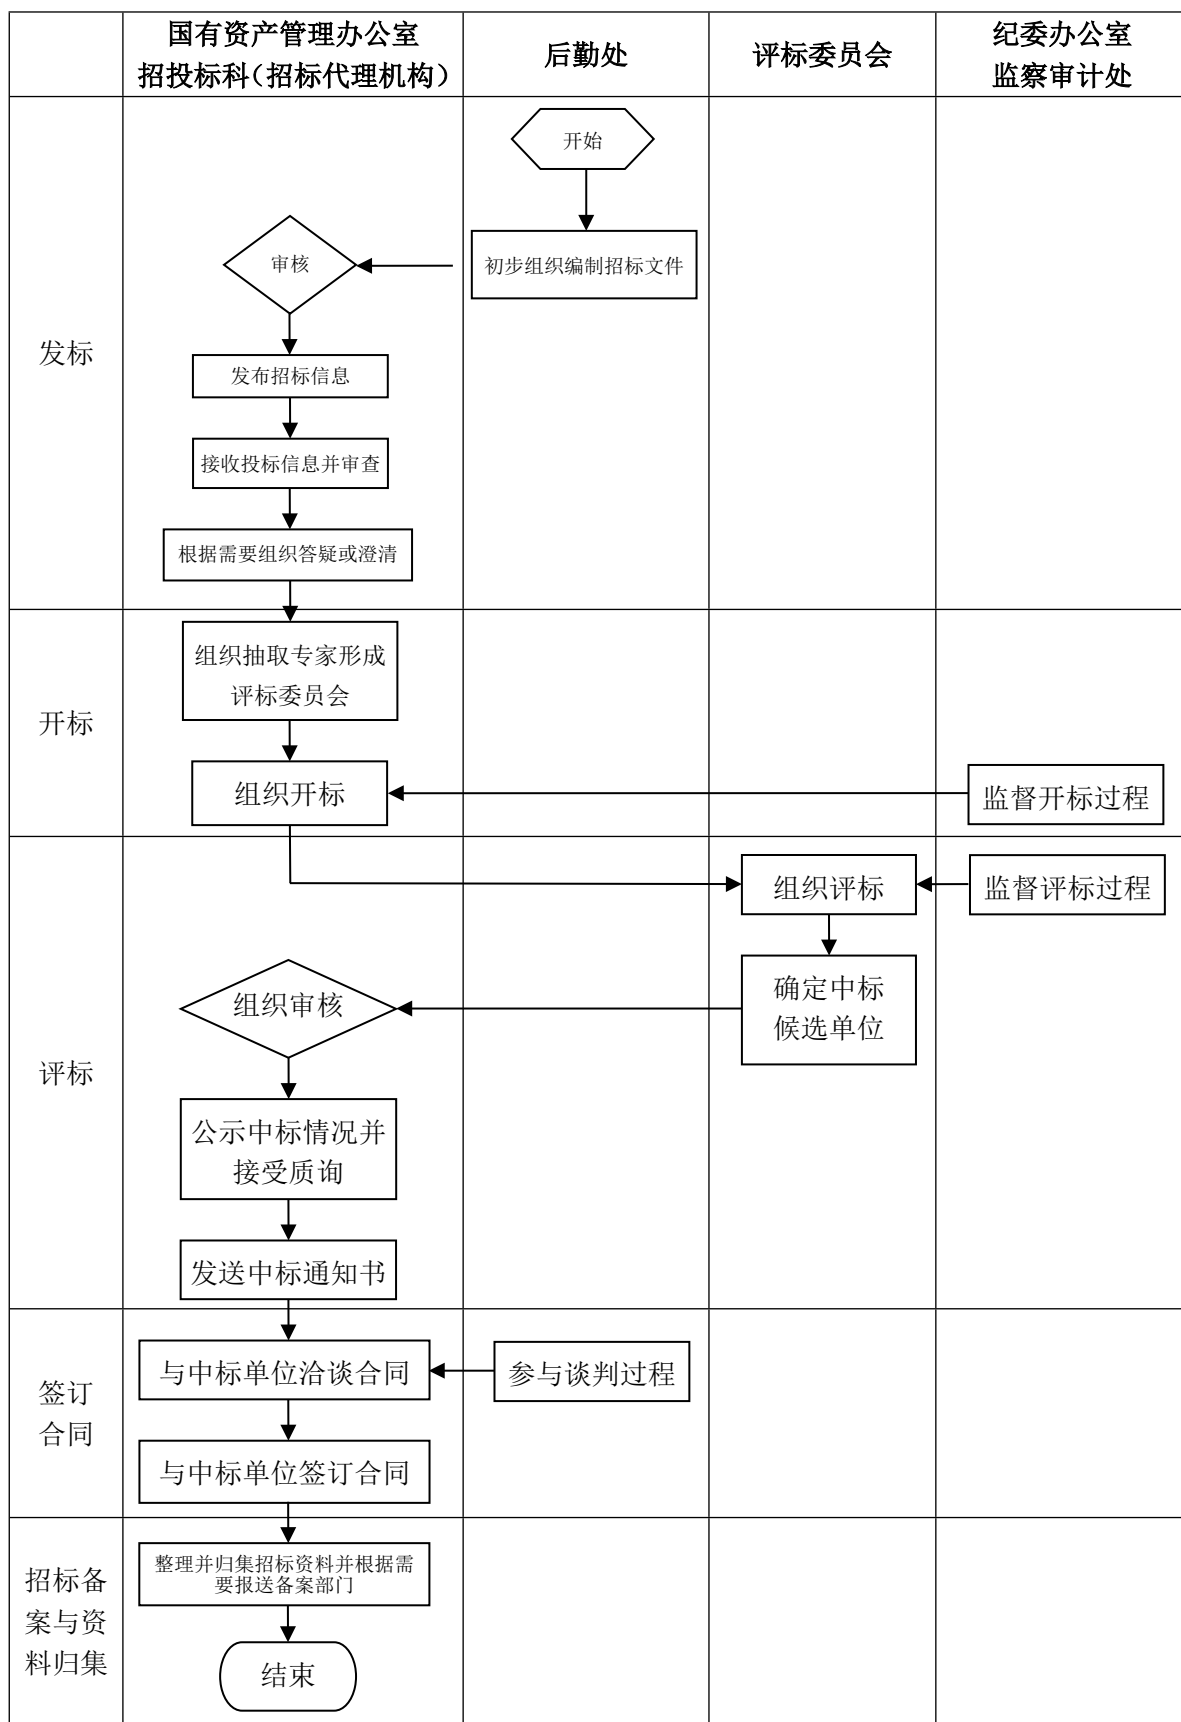 国有资产管理办公室
招投标科（招标代理机构）
后勤处
评标委员会
纪委办公室
监察审计处
发标
开始
初步组织编制招标文件
审核
发布招标信息
接收投标信息并审查
根据需要组织答疑或澄清
开标
组织抽取专家形成
评标委员会
组织开标
监督开标过程
评标
组织评标
监督评标过程
确定中标
候选单位
组织审核
公示中标情况并
接受质询
发送中标通知书
签订
合同
与中标单位洽谈合同
参与谈判过程
与中标单位签订合同
招标备
案与资
料归集
整理并归集招标资料并根据需
要报送备案部门
结束